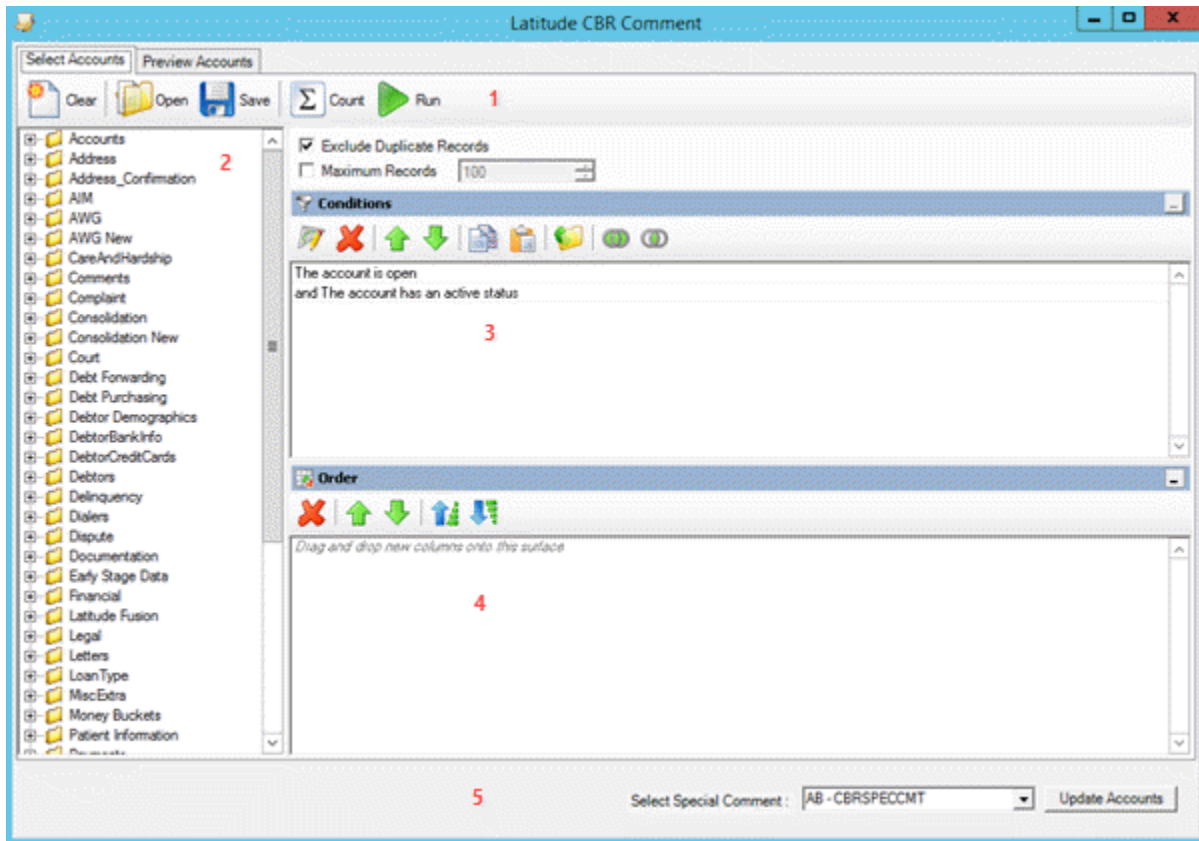 Latitude CBR Comment
Select Accounts Preview Accounts
Clear Open Save Count Run 1
Accounts
Address
2
Address_Confirmation
AIM
AWG
AWG New
CareAndHardship
Comments
Complaint
Consolidation
Consolidation New
Court
Debt Forwarding
Debt Purchasing
Debtor Demographics
DebtorBankInfo
DebtorCreditCards
Debtors
Delinquency
Dialers
Dispute
Documentation
Early Stage Data
Financial
Latitude Fusion
Legal
Letters
LoanType
MiscExtra
Money Buckets
Patient Information
Exclude Duplicate Records
Maximum Records 100
Conditions
The account is open
and The account has an active status
3
Order
Drag and drop new columns onto this surface
4
5
Select Special Comment : AB - CBRSPECCMT Update Accounts